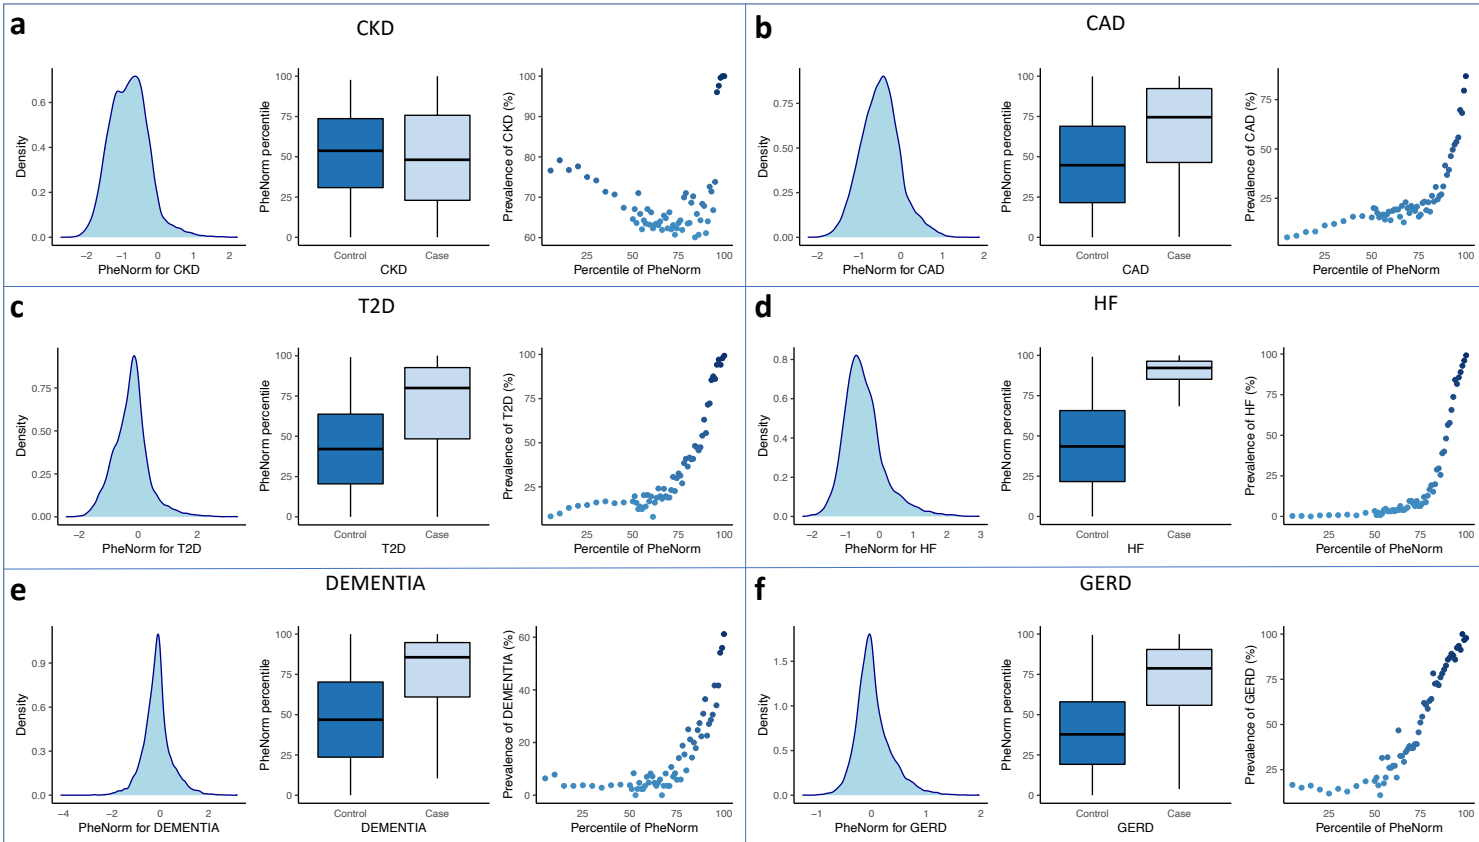 a
CKD
Density
0.6
0.4
0.2
0.0
−2
−1
0
1
2
PheNorm for CKD
PheNorm percentile
100
75
50
25
0
Control
Case
CKD
Prevalence of CKD (%)
100
90
80
70
60
25
50
75
100
Percentile of PheNorm
b
CAD
Density
0.75
0.50
0.25
0.00
−2
−1
0
1
2
PheNorm for CAD
PheNorm percentile
100
75
50
25
0
Control
Case
CAD
Prevalence of CAD (%)
75
50
25
25
50
75
100
Percentile of PheNorm
c
T2D
Density
0.75
0.50
0.25
0.00
−2
0
2
PheNorm for T2D
PheNorm percentile
100
75
50
25
0
Control
Case
T2D
Prevalence of T2D (%)
100
75
50
25
25
50
75
100
Percentile of PheNorm
d
HF
Density
0.8
0.6
0.4
0.2
0.0
−2
−1
0
1
2
3
PheNorm for HF
PheNorm percentile
100
75
50
25
0
Control
Case
HF
Prevalence of HF (%)
100
75
50
25
0
25
50
75
100
Percentile of PheNorm
e
DEMENTIA
Density
0.9
0.6
0.3
0.0
−4
−2
0
2
PheNorm for DEMENTIA
PheNorm percentile
100
75
50
25
0
Control
Case
DEMENTIA
Prevalence of DEMENTIA (%)
60
40
20
0
25
50
75
100
Percentile of PheNorm
f
GERD
Density
1.5
1.0
0.5
0.0
−1
0
1
2
PheNorm for GERD
PheNorm percentile
100
75
50
25
0
Control
Case
GERD
Prevalence of GERD (%)
100
75
50
25
25
50
75
100
Percentile of PheNorm